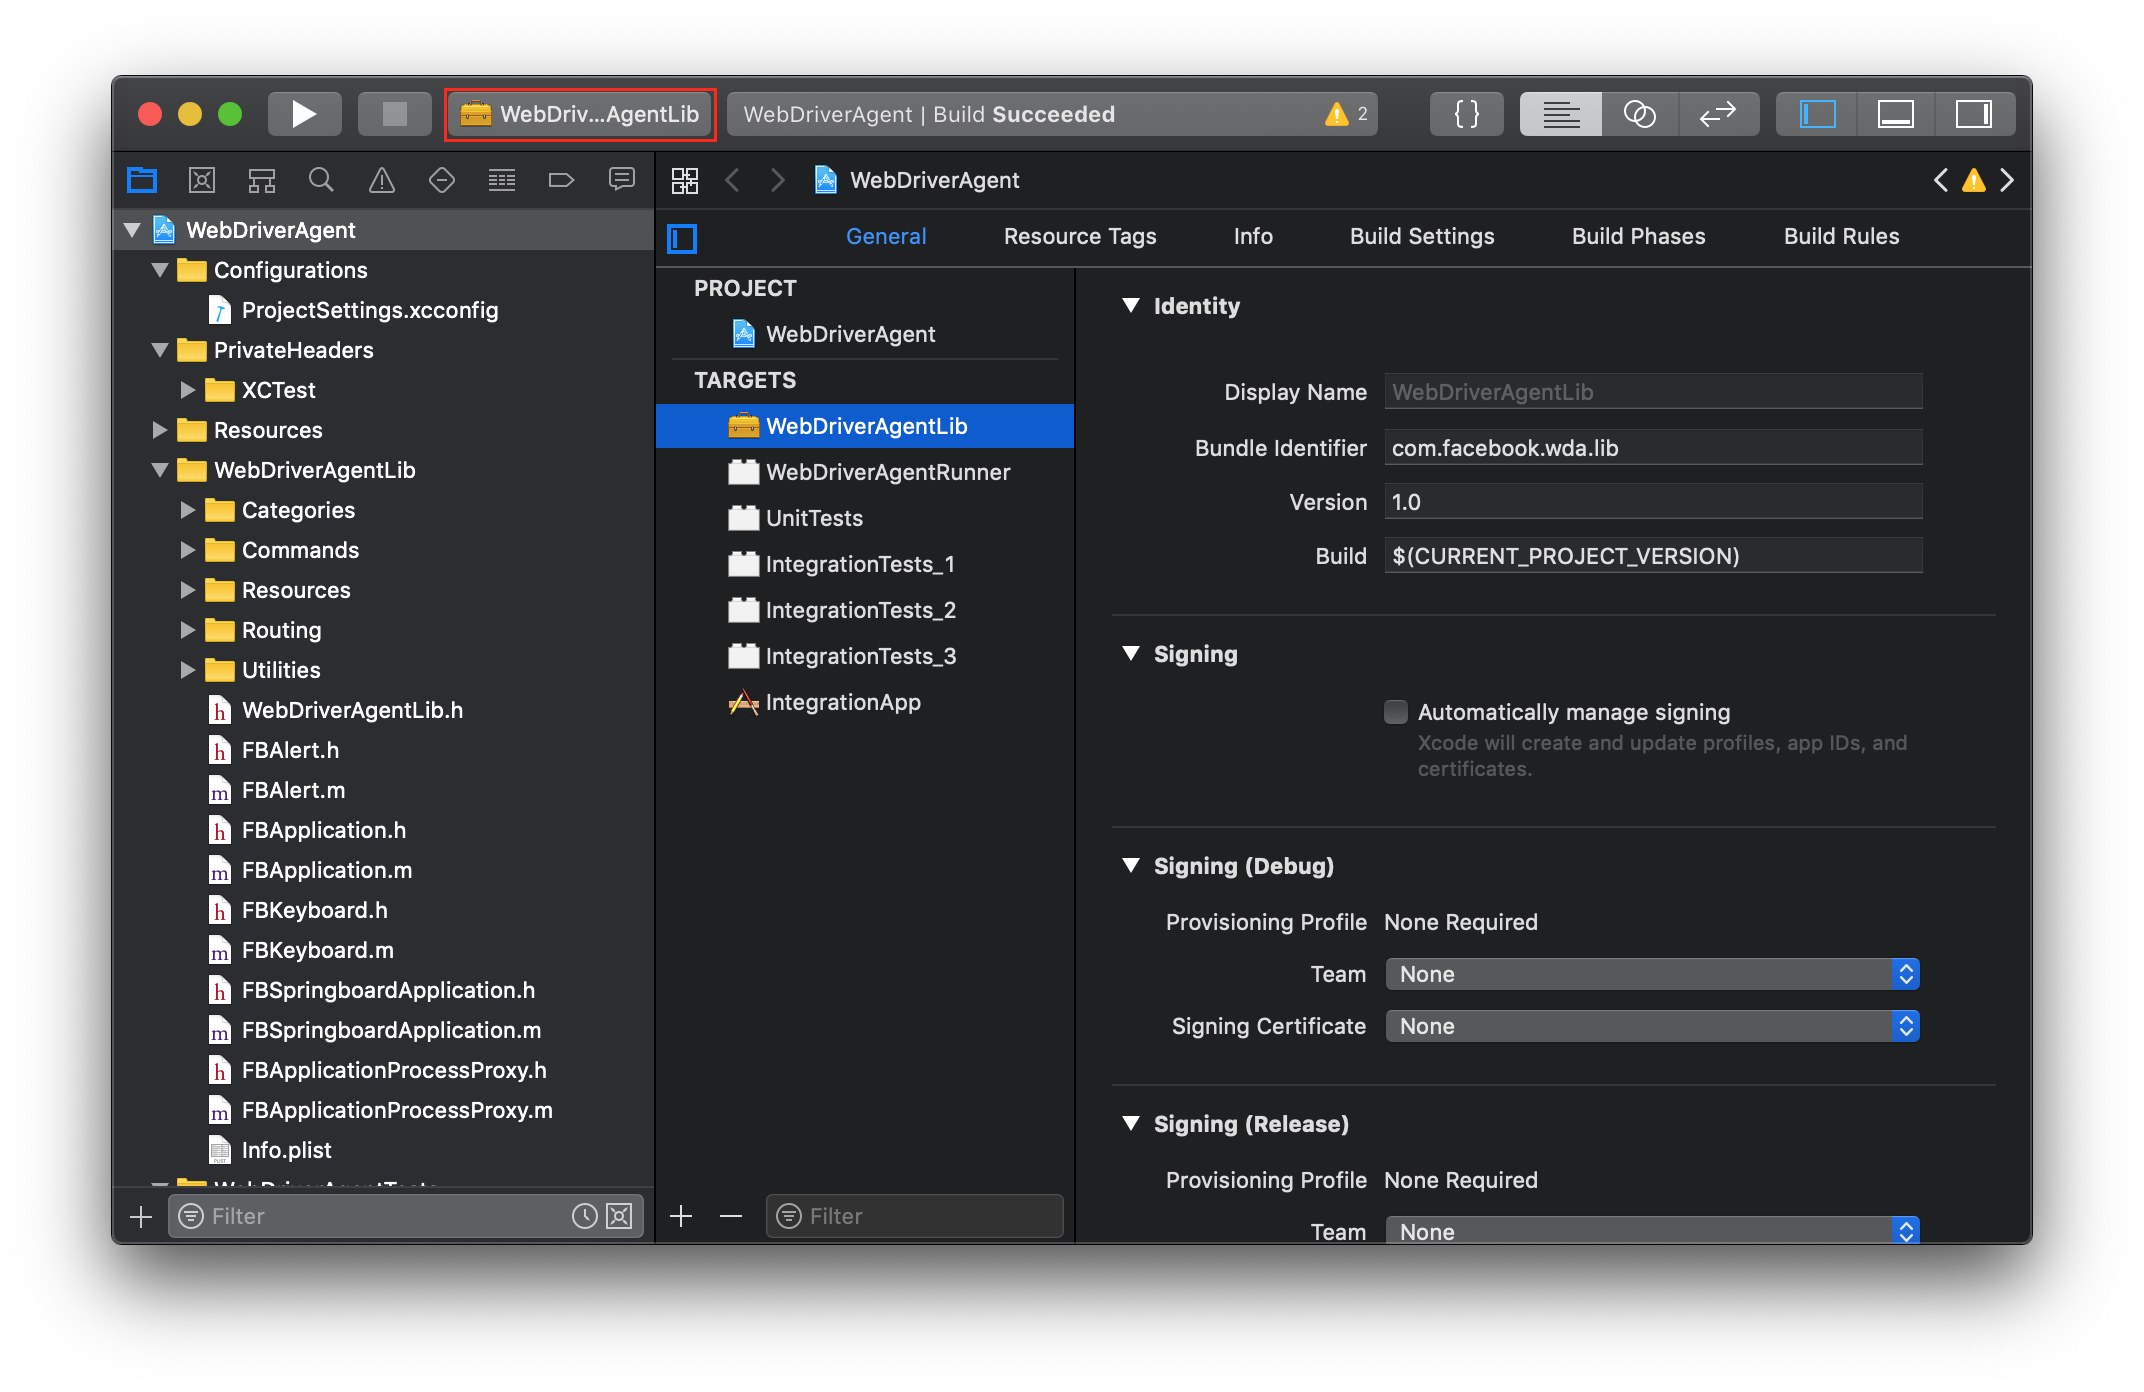 WebDriv...AgentLib
WebDriverAgent | Build Succeeded
2
WebDriverAgent
General
Resource Tags
Info
Build Settings
Build Phases
Build Rules
WebDriverAgent
Configurations
ProjectSettings.xcconfig
PrivateHeaders
XCTest
Resources
WebDriverAgentLib
Categories
Commands
Resources
Routing
Utilities
h WebDriverAgentLib.h
h FBAlert.h
m FBAlert.m
h FBApplication.h
m FBApplication.m
h FBKeyboard.h
m FBKeyboard.m
h FBSpringboardApplication.h
m FBSpringboardApplication.m
h FBApplicationProcessProxy.h
m FBApplicationProcessProxy.m
Info.plist
Filter
PROJECT
WebDriverAgent
TARGETS
WebDriverAgentLib
WebDriverAgentRunner
UnitTests
IntegrationTests_1
IntegrationTests_2
IntegrationTests_3
IntegrationApp
Filter
Identity
Display Name WebDriverAgentLib
Bundle Identifier com.facebook.wda.lib
Version 1.0
Build $(CURRENT_PROJECT_VERSION)
Signing
Automatically manage signing
Xcode will create and update profiles, app IDs, and
certificates.
Signing (Debug)
Provisioning Profile None Required
Team None
Signing Certificate None
Signing (Release)
Provisioning Profile None Required
Team None